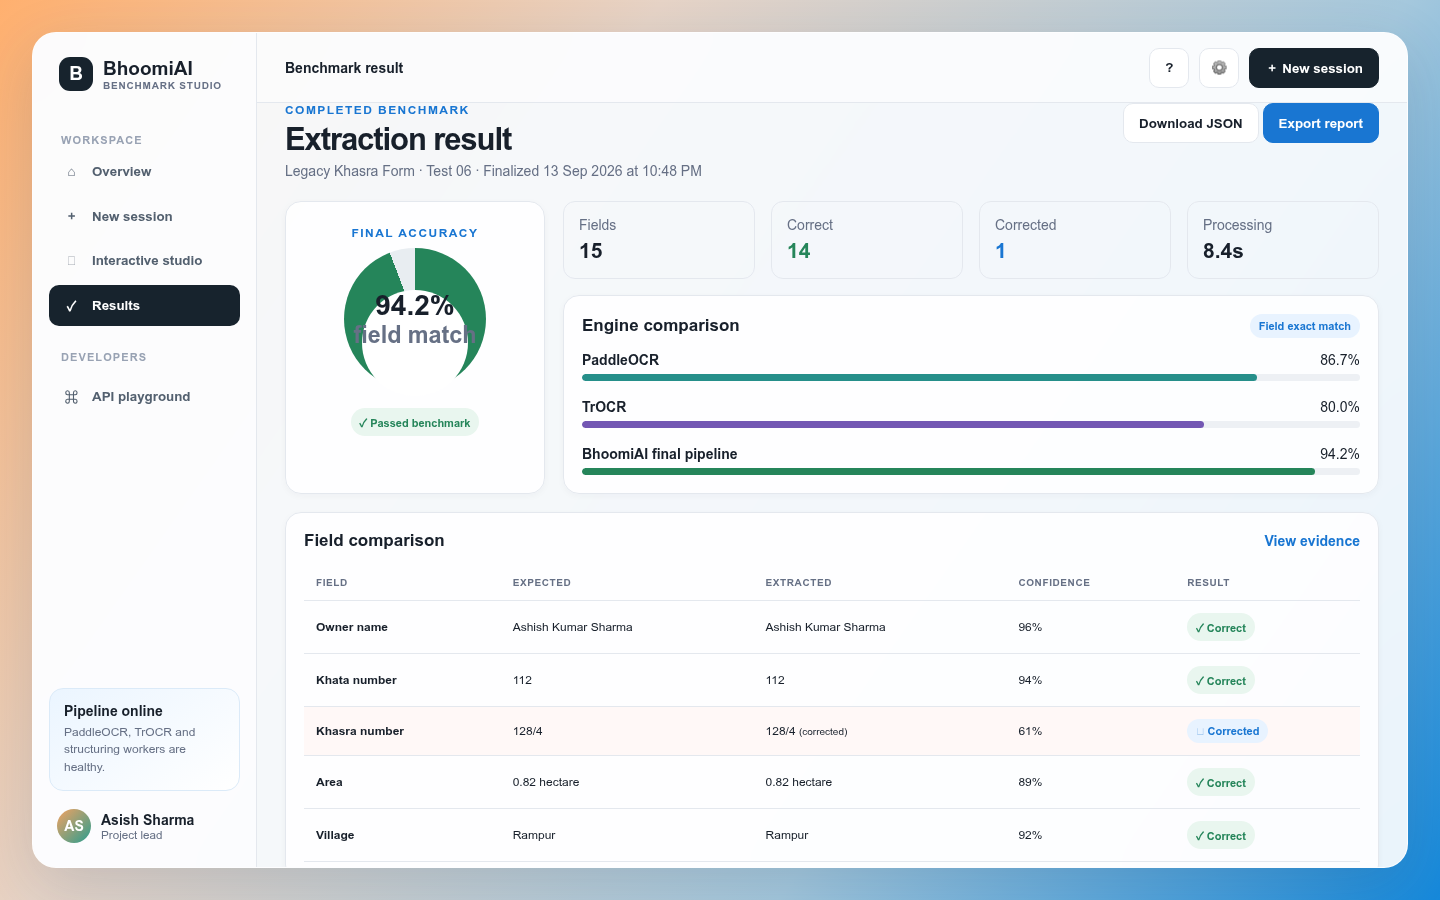 B BhoomiAI
BENCHMARK STUDIO
WORKSPACE
Overview
+ New session
Interactive studio
✓ Results
DEVELOPERS
⌘ API playground
Pipeline online
PaddleOCR, TrOCR and
structuring workers are
healthy.
AS Asish Sharma
Project lead
Benchmark result
? + New session
COMPLETED BENCHMARK
Extraction result
Legacy Khasra Form · Test 06 · Finalized 13 Sep 2026 at 10:48 PM
Download JSON Export report
FINAL ACCURACY
94.2%
field match
✓ Passed benchmark
Fields Correct Corrected Processing
15 14 1 8.4s
Engine comparison Field exact match
PaddleOCR 86.7%
TrOCR 80.0%
BhoomiAI final pipeline 94.2%
Field comparison View evidence
FIELD EXPECTED EXTRACTED CONFIDENCE RESULT
Owner name Ashish Kumar Sharma Ashish Kumar Sharma 96% ✓ Correct
Khata number 112 112 94% ✓ Correct
Khasra number 128/4 128/4 (corrected) 61% Corrected
Area 0.82 hectare 0.82 hectare 89% ✓ Correct
Village Rampur Rampur 92% ✓ Correct